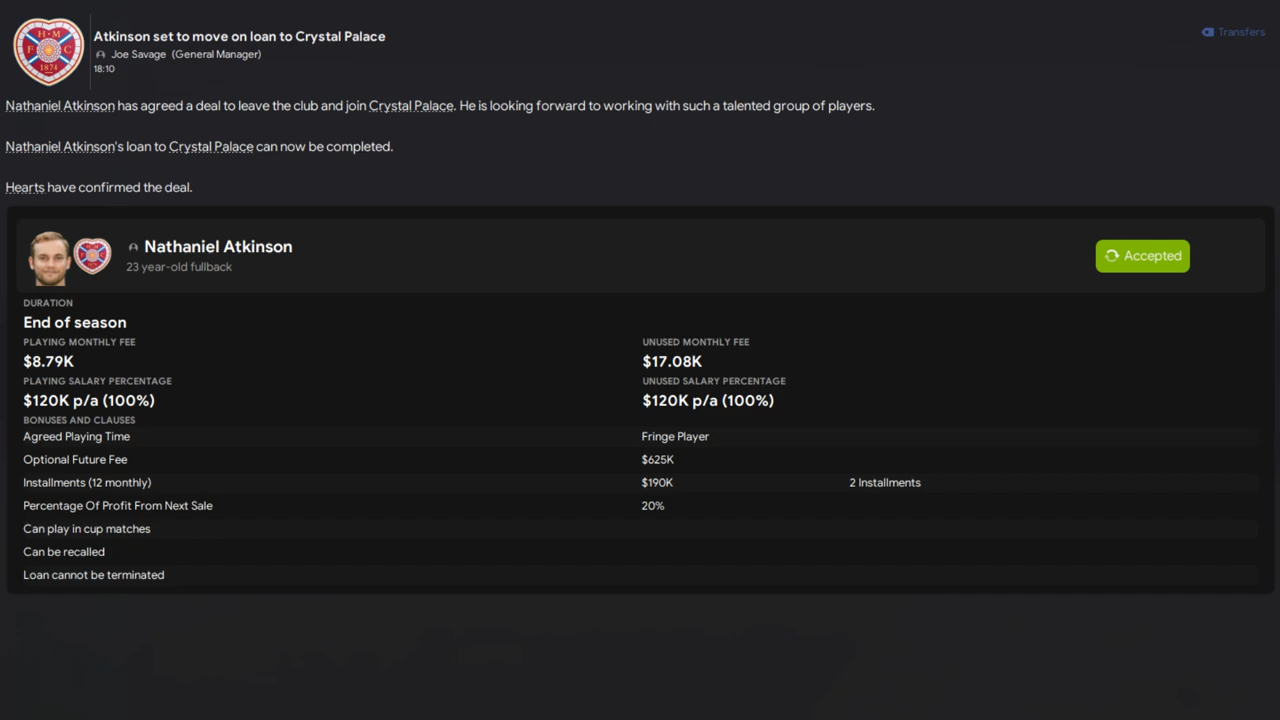 Atkinson set to move on loan to Crystal Palace
Transfers
Joe Savage (General Manager)
18:10
H M
F C
1874
Nathaniel Atkinson has agreed a deal to leave the club and join Crystal Palace. He is looking forward to working with such a talented group of players.
Nathaniel Atkinson's loan to Crystal Palace can now be completed.
Hearts have confirmed the deal.
Nathaniel Atkinson
23 year-old fullback
Accepted
DURATION
End of season
PLAYING MONTHLY FEE UNUSED MONTHLY FEE
$8.79K $17.08K
PLAYING SALARY PERCENTAGE UNUSED SALARY PERCENTAGE
$120K p/a (100%) $120K p/a (100%)
BONUSES AND CLAUSES
Agreed Playing Time Fringe Player
Optional Future Fee $625K
Installments (12 monthly) $190K 2 Installments
Percentage Of Profit From Next Sale 20%
Can play in cup matches
Can be recalled
Loan cannot be terminated